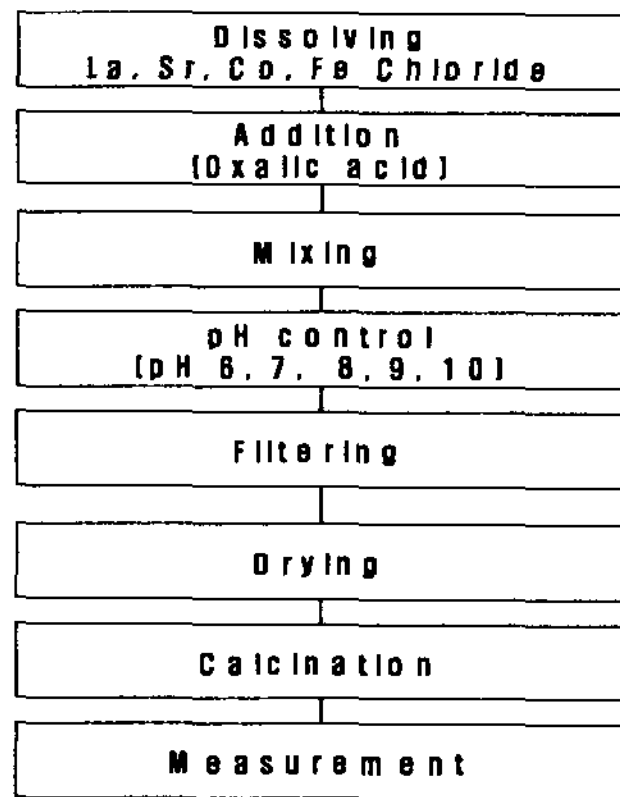 Dissolving
La, Sr, Co, Fe Chloride
Addition
(Oxalic acid)
Mixing
pH control
(pH 6, 7, 8, 9, 10)
Filtering
Drying
Calcination
Measurement